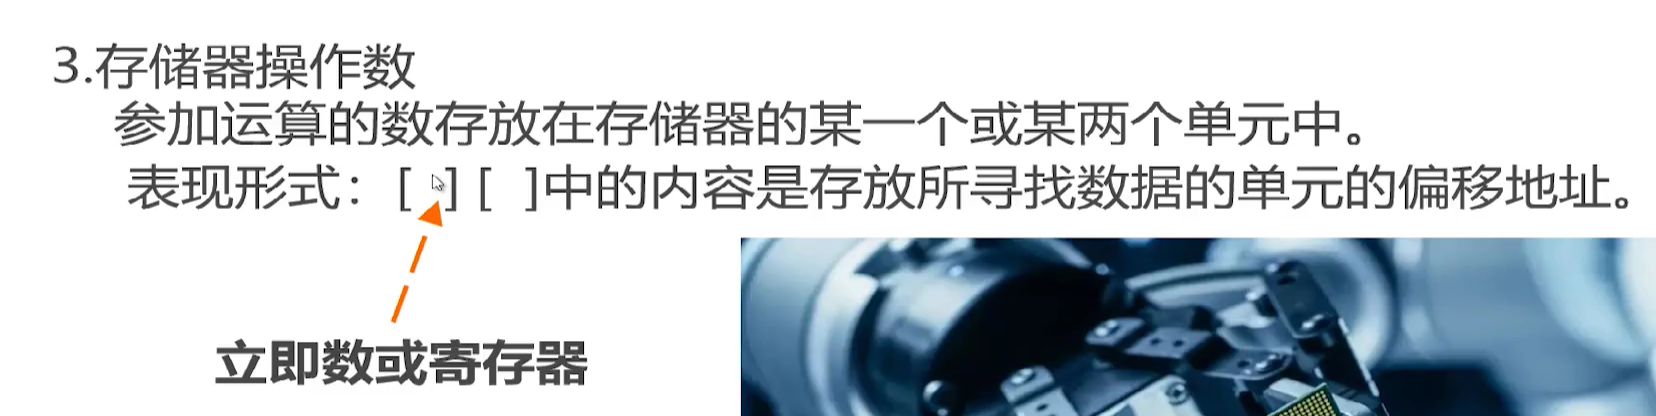 3.存储器操作数
参加运算的数存放在存储器的某一个或某两个单元中。
表现形式：[ ] [ ]中的内容是存放所寻找数据的单元的偏移地址。
立即数或寄存器